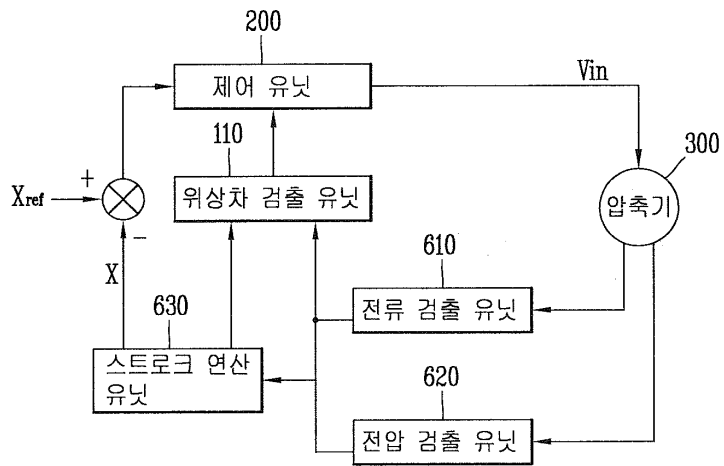 200
제어 유닛
Vin
110
300
위상차 검출 유닛
압축기
Xref
+
−
X
610
전류 검출 유닛
630
스트로크 연산
유닛
620
전압 검출 유닛